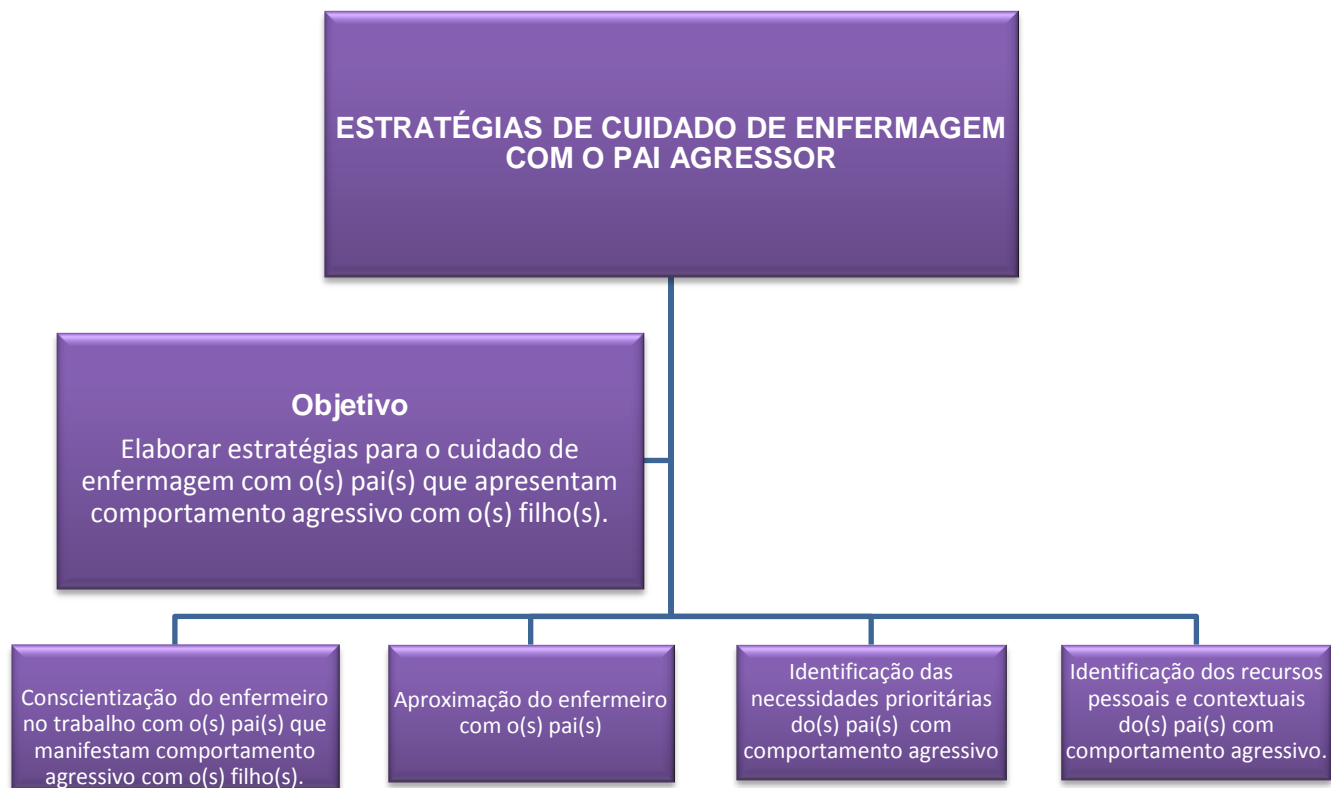 ESTRATÉGIAS DE CUIDADO DE ENFERMAGEM
COM O PAI AGRESSOR
Objetivo
Elaborar estratégias para o cuidado de
enfermagem com o(s) pai(s) que apresentam
comportamento agressivo com o(s) filho(s).
Conscientização do enfermeiro
no trabalho com o(s) pai(s) que
manifestam comportamento
agressivo com o(s) filho(s).
Aproximação do enfermeiro
com o(s) pai(s)
Identificação das
necessidades prioritárias
do(s) pai(s) com
comportamento agressivo
Identificação dos recursos
pessoais e contextuais
do(s) pai(s) com
comportamento agressivo.